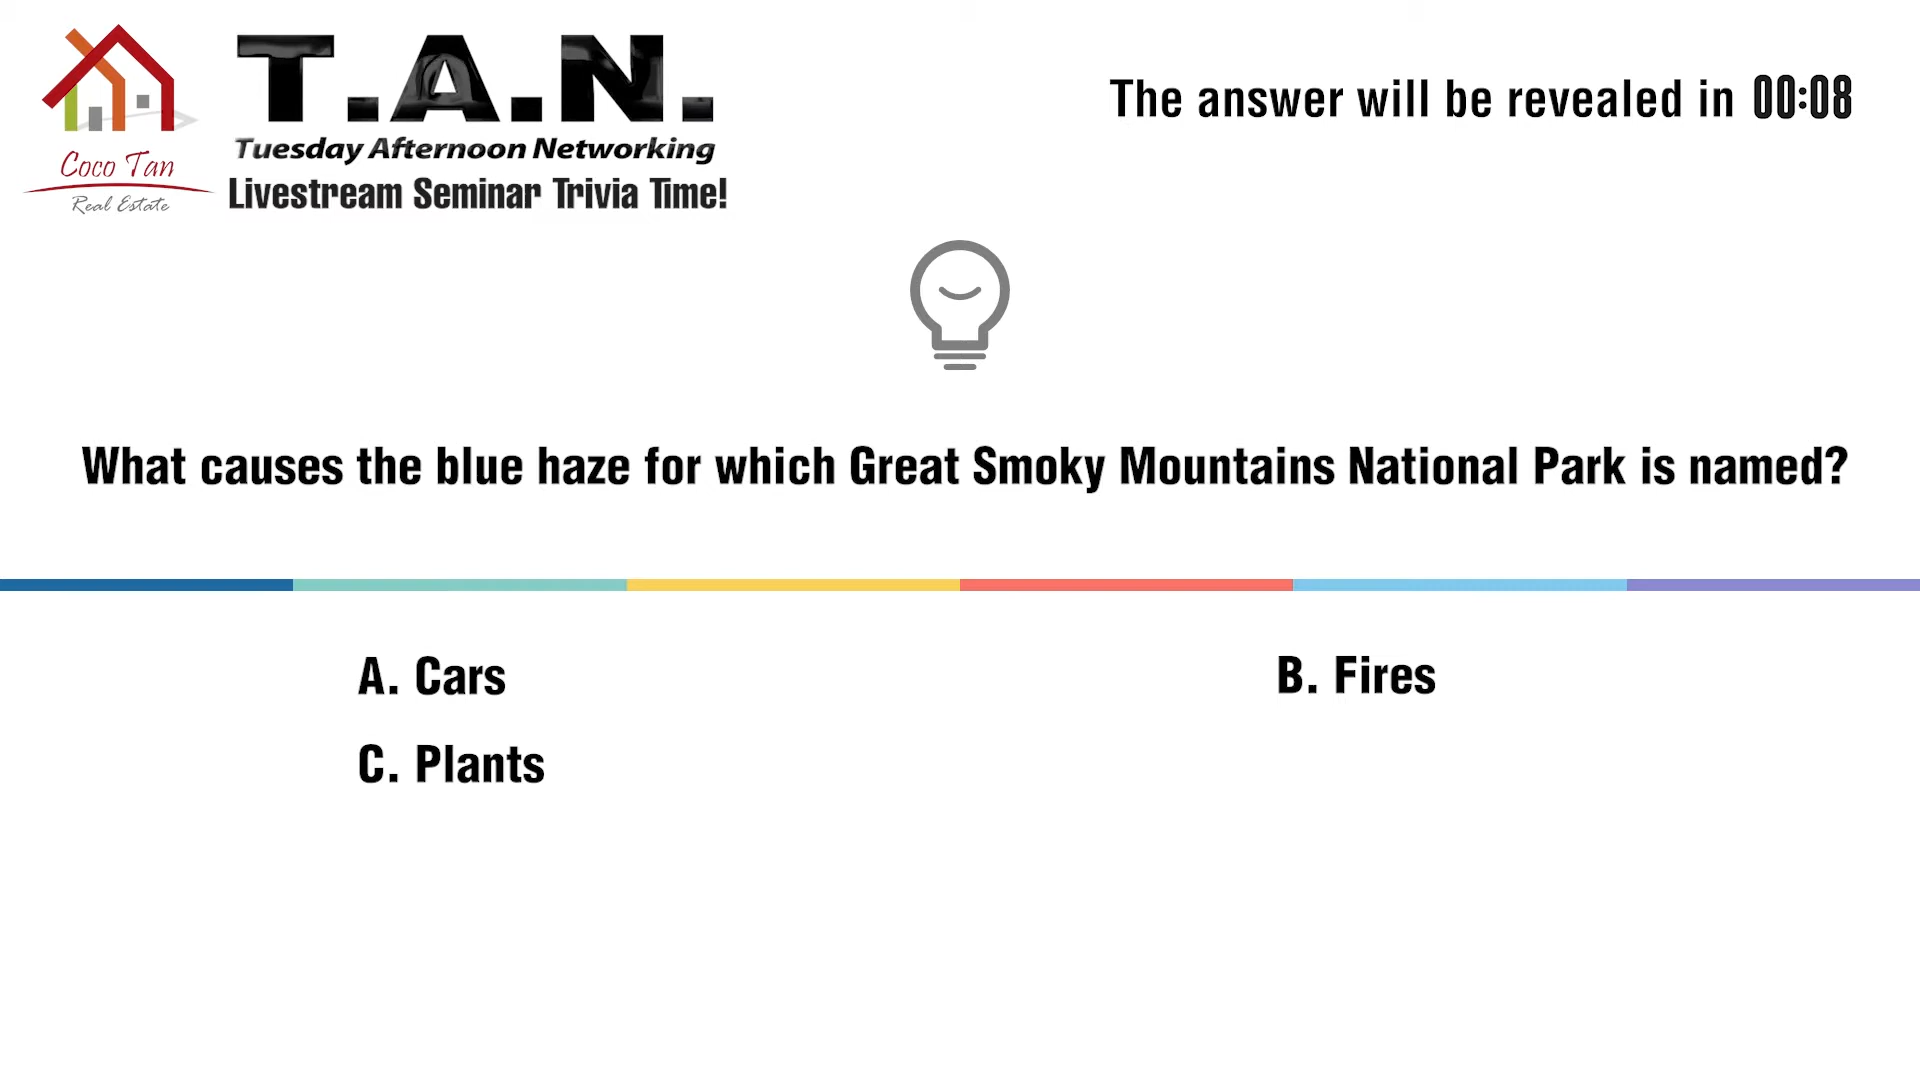 T.A.N.
Tuesday Afternoon Networking
Livestream Seminar Trivia Time!
Coco Tan
Real Estate
The answer will be revealed in 00:08
What causes the blue haze for which Great Smoky Mountains National Park is named?
A. Cars
B. Fires
C. Plants